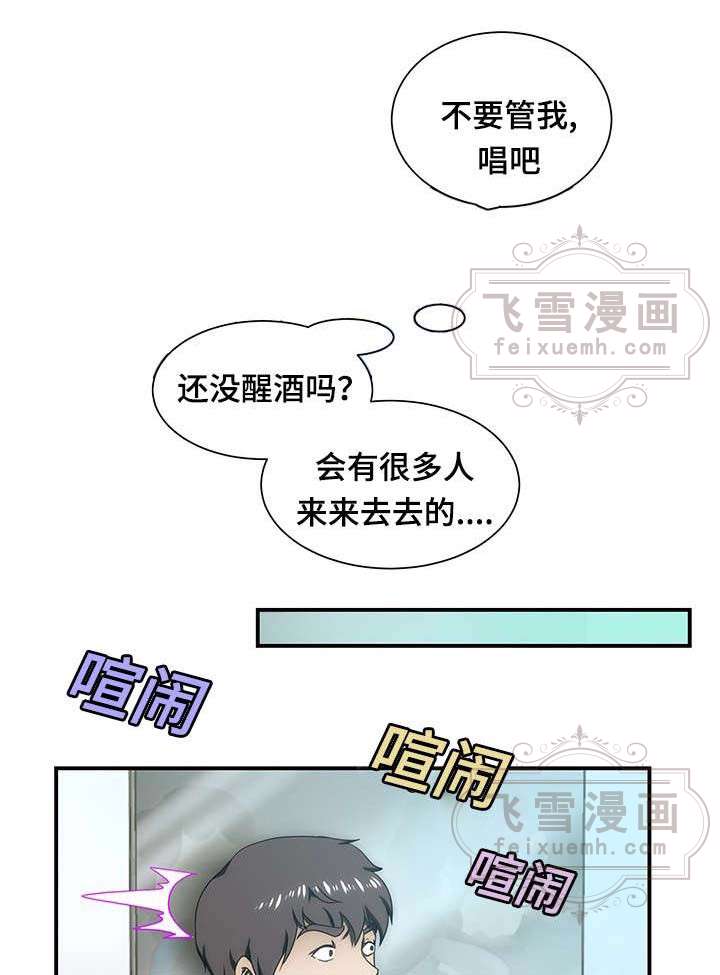 不要管我,
唱吧
飞雪漫画
feixuemh.com
还没醒酒吗?
会有很多人
来来去去的....
喧闹
喧闹
飞雪漫画
feixuemh.com
喧闹